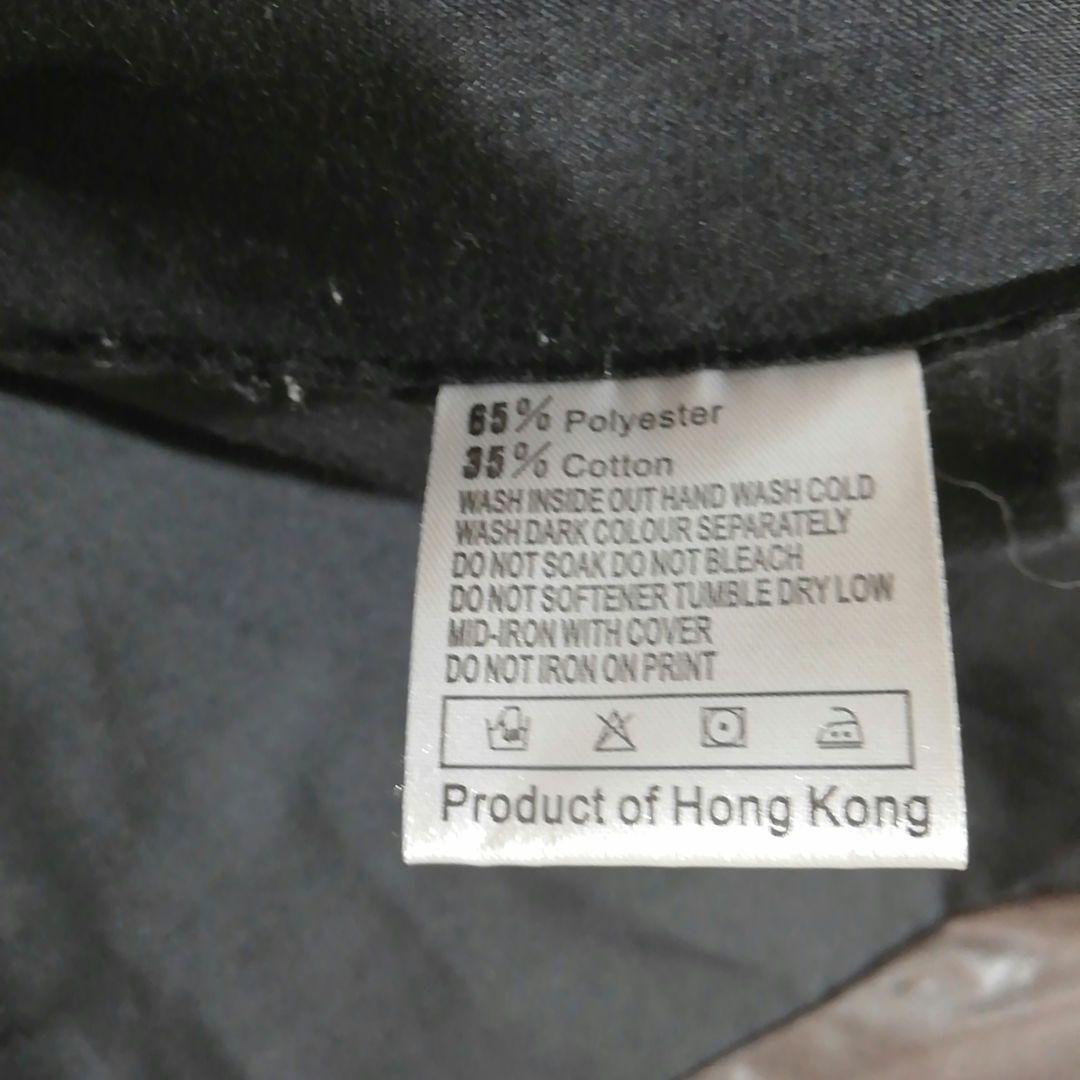 65% Polyester
35% Cotton
WASH INSIDE OUT HAND WASH COLD
WASH DARK COLOUR SEPARATELY
DO NOT SOAK DO NOT BLEACH
DO NOT SOFTENER TUMBLE DRY LOW
MID-IRON WITH COVER
DO NOT IRON ON PRINT
Product of Hong Kong